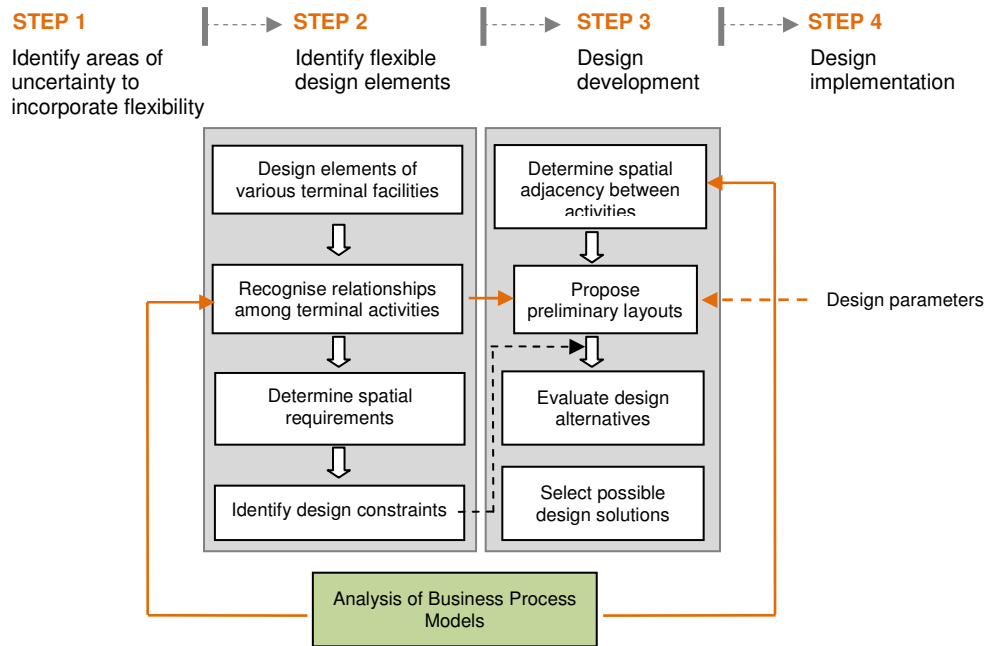 STEP 1
Identify areas of
uncertainty to
incorporate flexibility
STEP 2
Identify flexible
design elements
STEP 3
Design
development
STEP 4
Design
implementation
Design elements of
various terminal facilities
Recognise relationships
among terminal activities
Determine spatial
requirements
Identify design constraints
Determine spatial
adjacency between
activities
Propose
preliminary layouts
Evaluate design
alternatives
Select possible
design solutions
Design parameters
Analysis of Business Process
Models